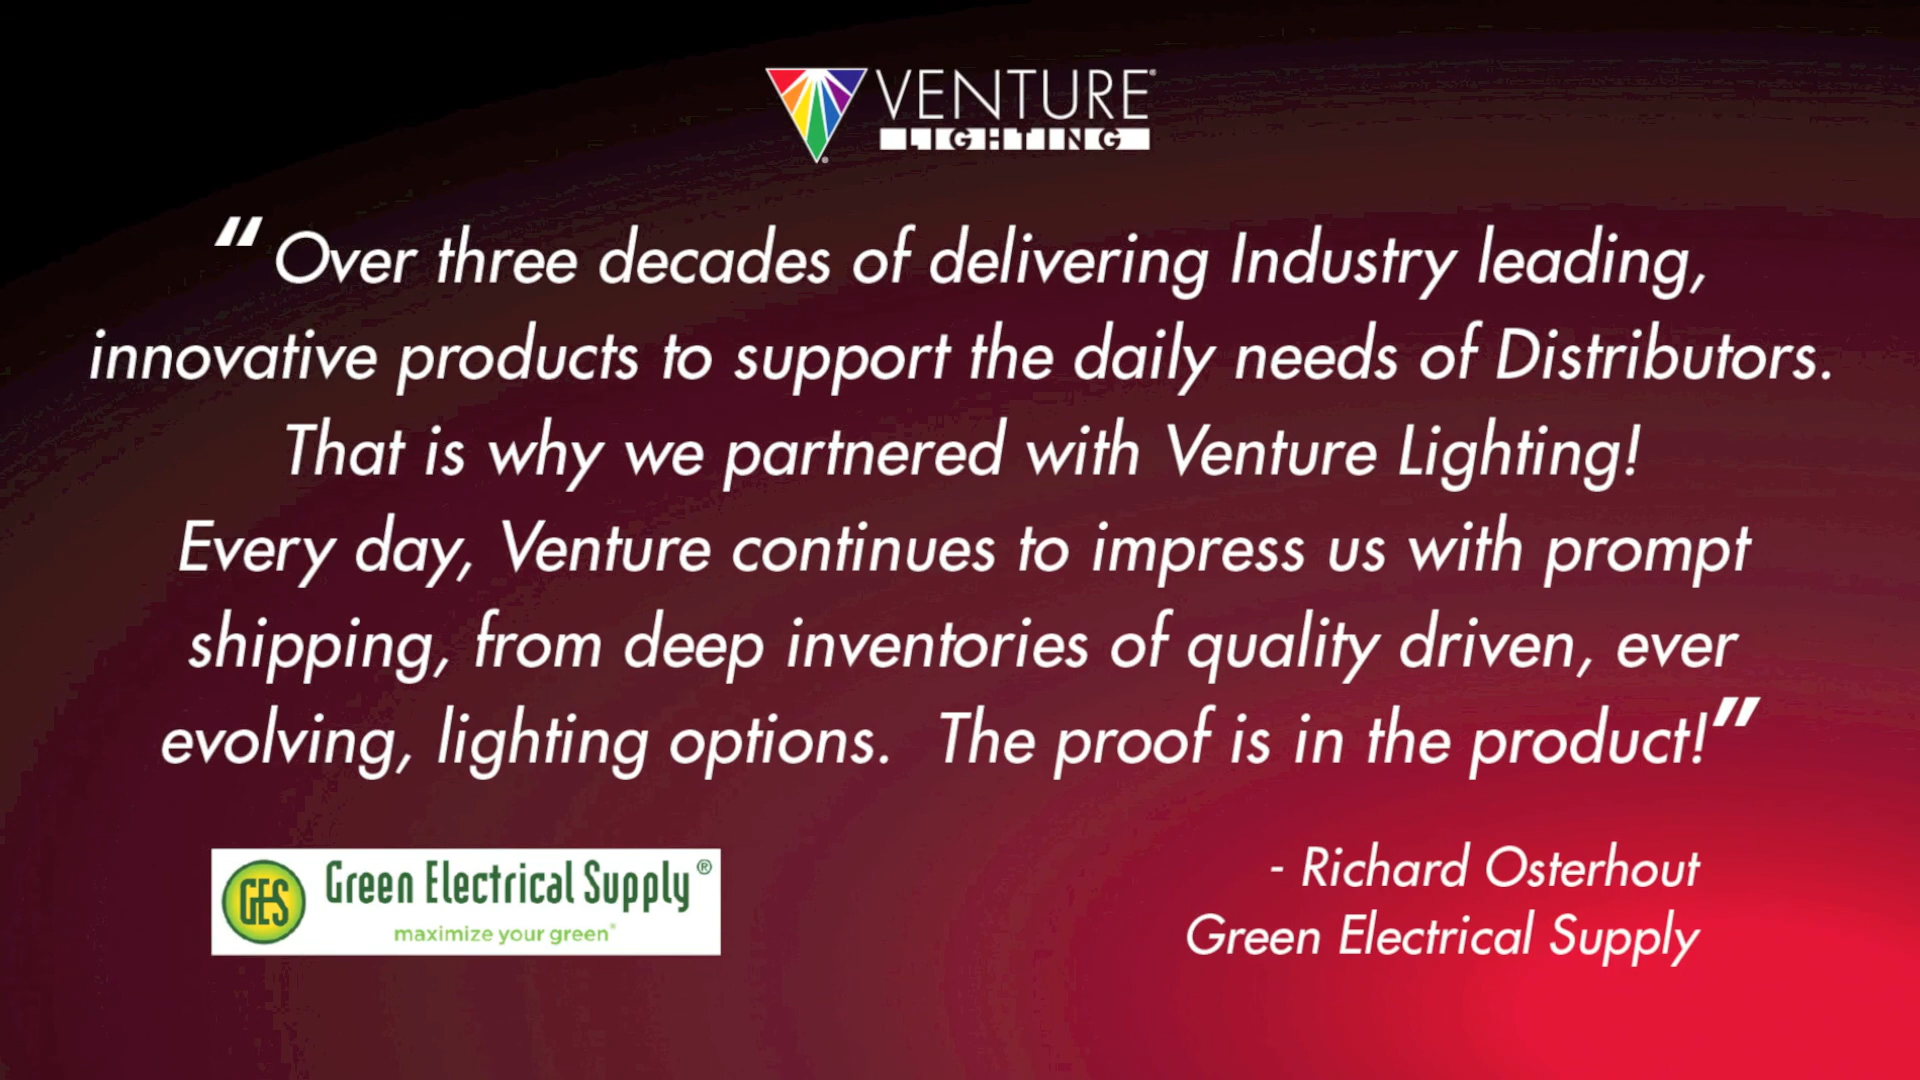 VENTURE®
LIGHTING
®
“Over three decades of delivering Industry leading,
innovative products to support the daily needs of Distributors.
That is why we partnered with Venture Lighting!
Every day, Venture continues to impress us with prompt
shipping, from deep inventories of quality driven, ever
evolving, lighting options.  The proof is in the product!”
GES Green Electrical Supply®
maximize your green®
- Richard Osterhout
Green Electrical Supply